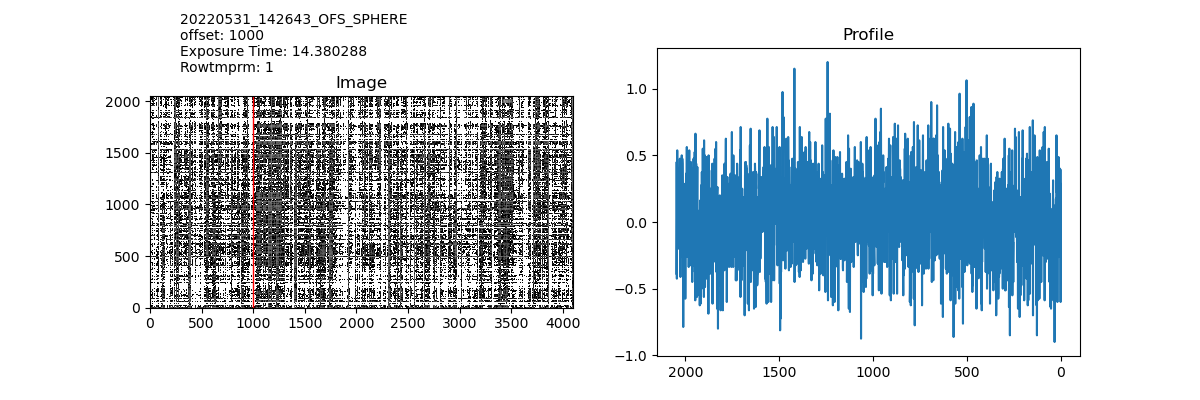 20220531_142643_OFS_SPHERE
offset: 1000
Exposure Time: 14.380288
Rowtmprm: 1
Image
2000
1500
1000
500
0
0 500 1000 1500 2000 2500 3000 3500 4000
Profile
1.0
0.5
0.0
−0.5
−1.0
2000 1500 1000 500 0